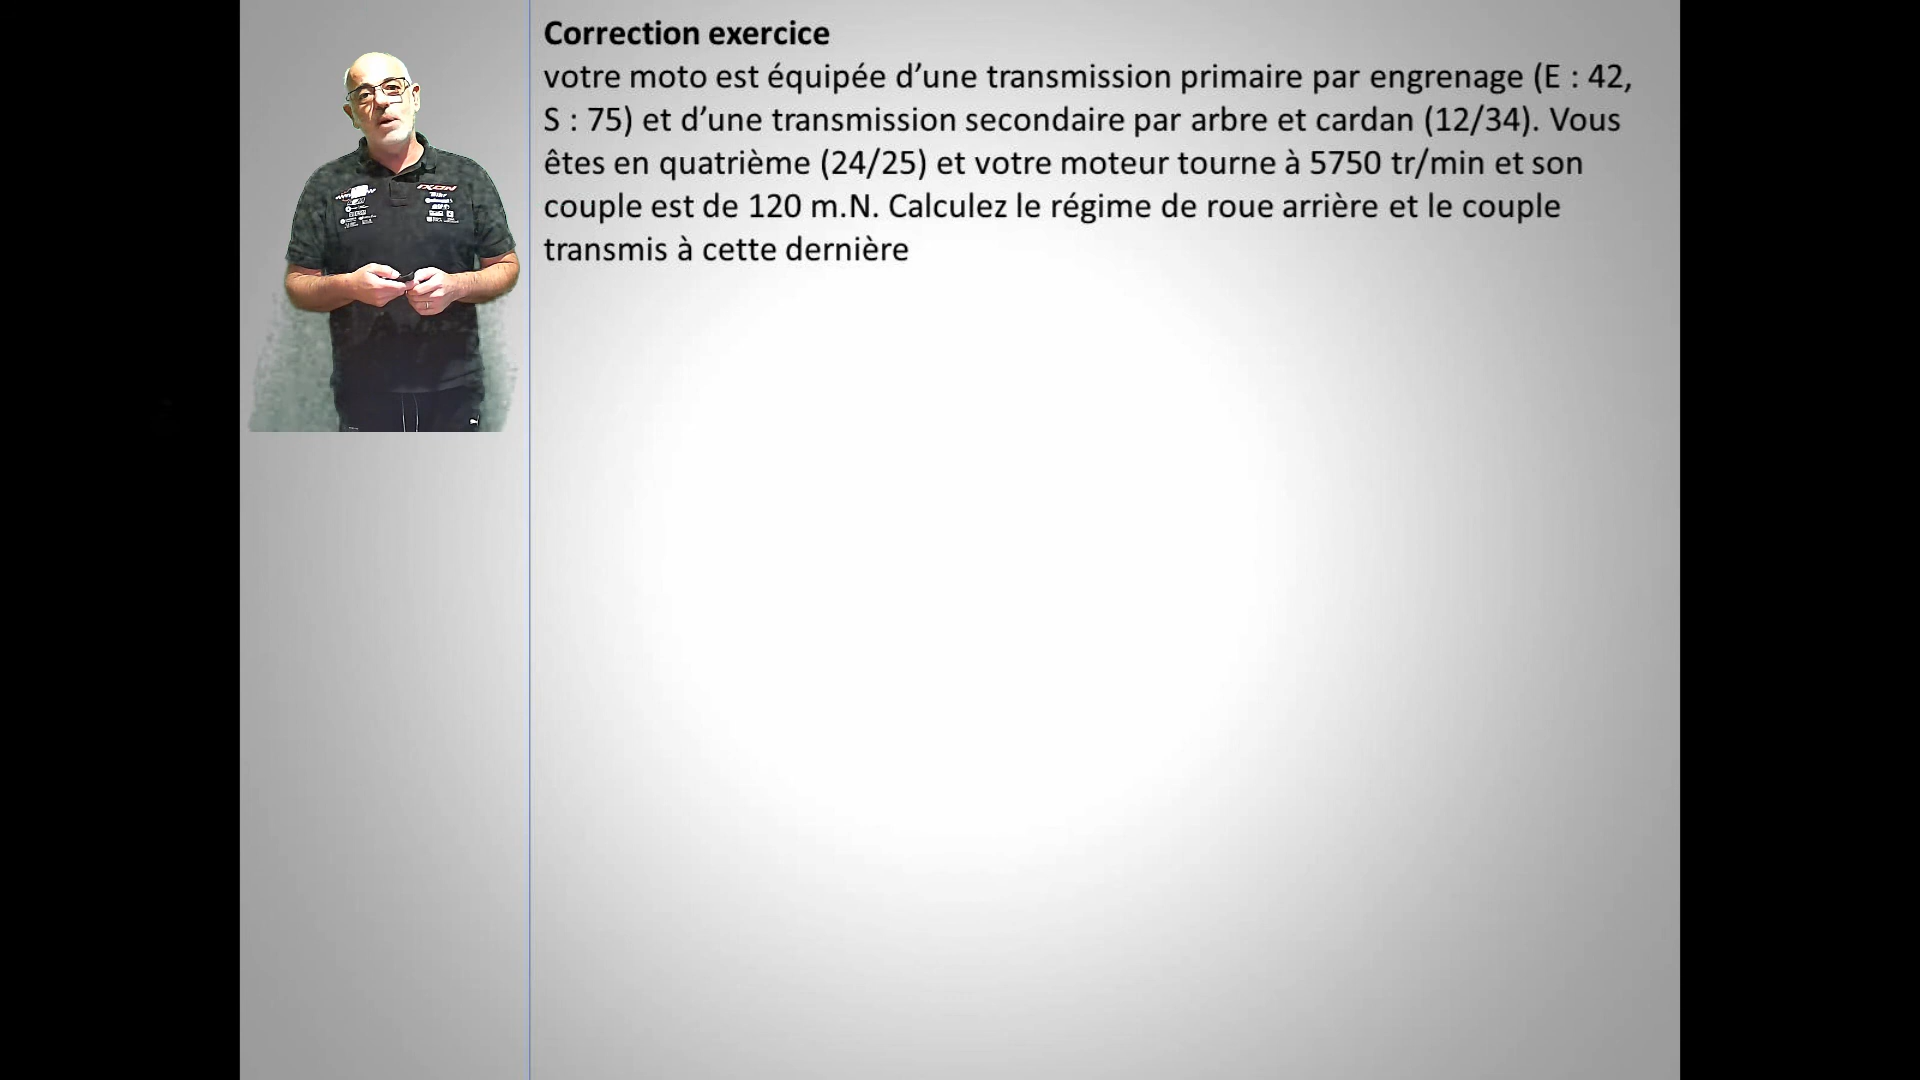 Correction exercice
votre moto est équipée d’une transmission primaire par engrenage (E : 42,
S : 75) et d’une transmission secondaire par arbre et cardan (12/34). Vous
êtes en quatrième (24/25) et votre moteur tourne à 5750 tr/min et son
couple est de 120 m.N. Calculez le régime de roue arrière et le couple
transmis à cette dernière
IXON